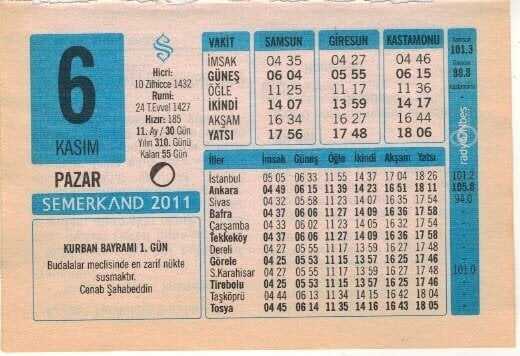 6
KASIM
PAZAR
Hicri:
10 Zilhicce 1432
Rumi:
24 T.Evvel 1427
Hızır: 185
11. Ay / 30 Gün
Yılın 310. Günü
Kalan 55 Gün
SEMERKAND 2011
KURBAN BAYRAMI 1. GÜN
Budalalar meclisinde en zarif nükte
susmaktır.
Cenab Şahabeddin
VAKİT SAMSUN GİRESUN KASTAMONU
İMSAK 04 35 04 27 04 46
GÜNEŞ 06 04 05 55 06 15
ÖĞLE 11 25 11 17 11 36
İKİNDİ 14 07 13 59 14 17
AKŞAM 16 34 16 27 16 44
YATSI 17 56 17 48 18 06
İller İmsak Güneş Öğle İkindi Akşam Yatsı
İstanbul 05 05 06 33 11 55 14 37 17 04 18 26
Ankara 04 49 06 15 11 39 14 23 16 51 18 11
Sivas 04 32 05 58 11 23 14 07 16 35 17 54
Bafra 04 37 06 06 11 27 14 09 16 36 17 58
Çarşamba 04 33 06 02 11 24 14 06 16 33 17 55
Tekkeköy 04 37 06 06 11 27 14 09 16 36 17 58
Dereli 04 27 05 55 11 17 13 59 16 27 17 48
Görele 04 25 05 53 11 15 13 57 16 25 17 46
S.Karahisar 04 27 05 53 11 16 13 59 16 27 17 48
Tirebolu 04 25 05 53 11 15 13 57 16 25 17 46
Taşköprü 04 44 06 13 11 34 14 16 16 42 18 04
Tosya 04 45 06 14 11 35 14 16 16 43 18 05
Samsun
101.3
98.8
Kastamonu
101.2
105.8
94.0
101.0